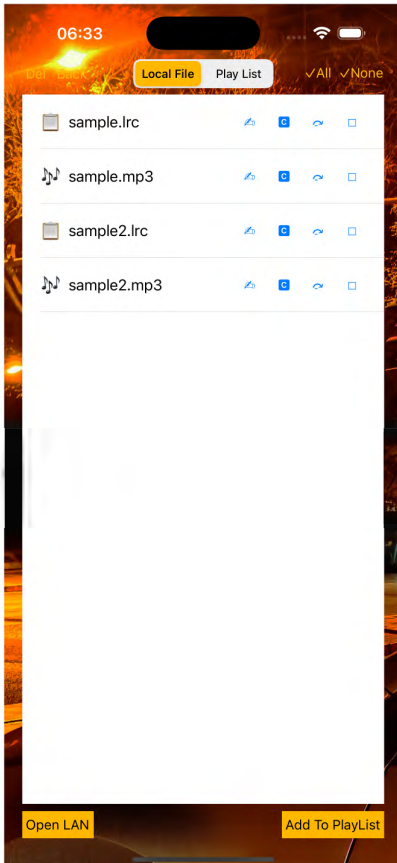 06:33
Del Back Local File Play List ✓All ✓None
sample.lrc C
sample.mp3 C
sample2.lrc C
sample2.mp3 C
Open LAN Add To PlayList